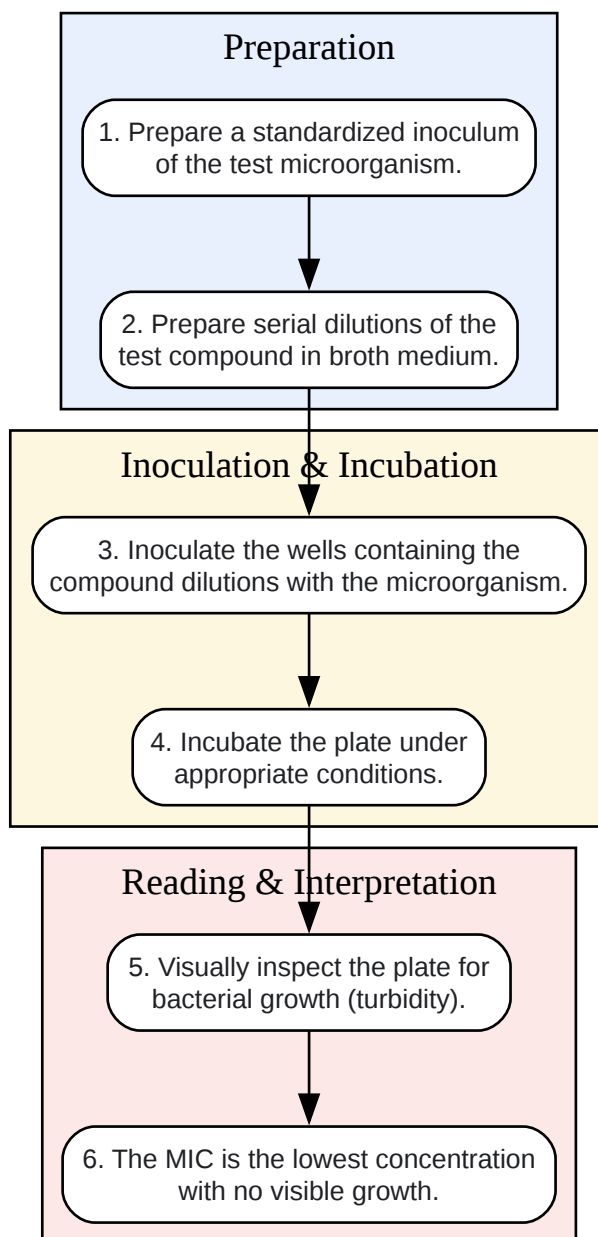 Preparation
1. Prepare a standardized inoculum
of the test microorganism.
2. Prepare serial dilutions of the
test compound in broth medium.
Inoculation & Incubation
3. Inoculate the wells containing the
compound dilutions with the microorganism.
4. Incubate the plate under
appropriate conditions.
Reading & Interpretation
5. Visually inspect the plate for
bacterial growth (turbidity).
6. The MIC is the lowest concentration
with no visible growth.